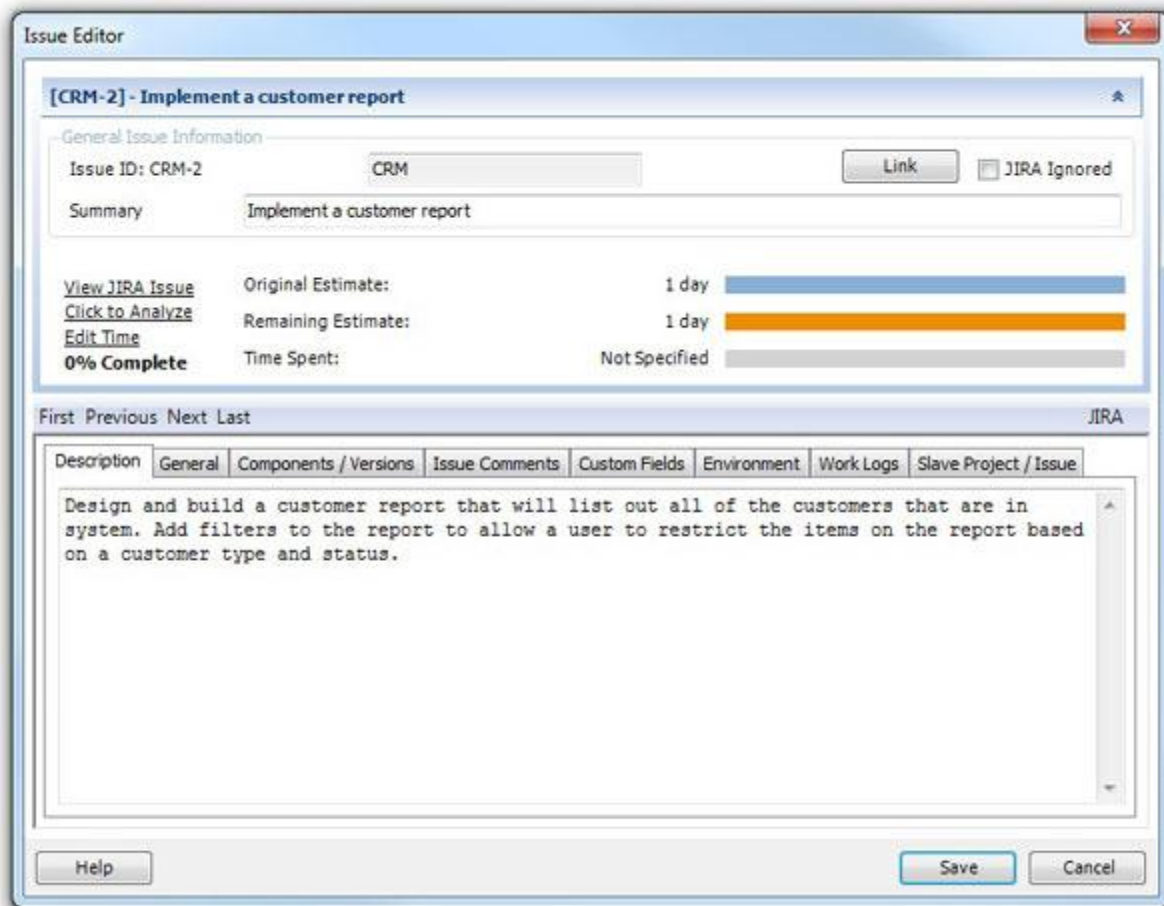 Issue Editor
[CRM-2] - Implement a customer report
General Issue Information
Issue ID: CRM-2 CRM Link JIRA Ignored
Summary Implement a customer report
View JIRA Issue Original Estimate: 1 day
Click to Analyze
Remaining Estimate: 1 day
Edit Time
0% Complete Time Spent: Not Specified
First Previous Next Last JIRA
Description General Components / Versions Issue Comments Custom Fields Environment Work Logs Slave Project / Issue
Design and build a customer report that will list out all of the customers that are in
system. Add filters to the report to allow a user to restrict the items on the report based
on a customer type and status.
Help Save Cancel